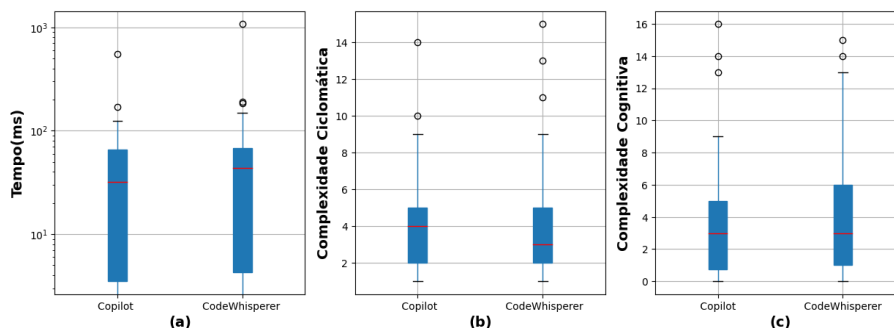 Tempo(ms)
10³
10²
10¹
Copilot
CodeWhisperer
(a)
Complexidade Ciclomática
14
12
10
8
6
4
2
Copilot
CodeWhisperer
(b)
Complexidade Cognitiva
16
14
12
10
8
6
4
2
0
Copilot
CodeWhisperer
(c)